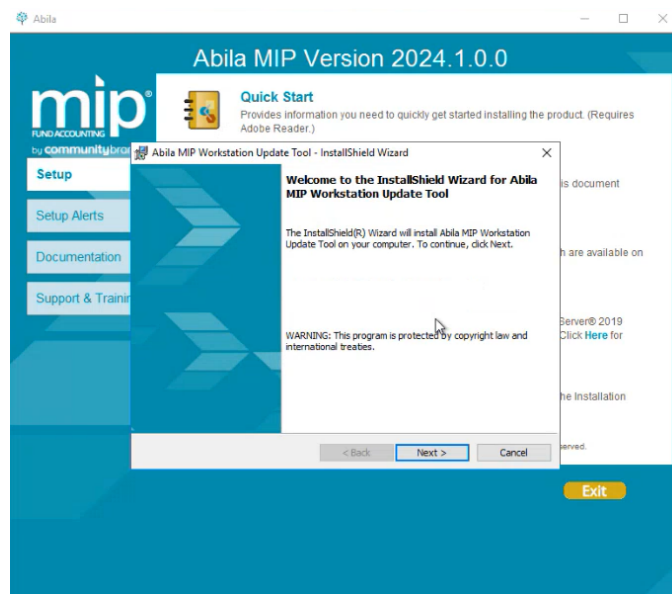 Abila
Abila MIP Version 2024.1.0.0
mip®
FUND ACCOUNTING
by community
Quick Start
Provides information you need to quickly get started installing the product. (Requires
Adobe Reader.)
Setup
Setup Alerts
Documentation
Support &
Abila MIP Workstation Update Tool - InstallShield Wizard
Welcome to the InstallShield Wizard for Abila
MIP Workstation Update Tool
The InstallShield(R) Wizard will install Abila MIP Workstation
Update Tool on your computer. To continue, click Next.
WARNING: This program is protected by copyright law and
international treaties.
< Back
Next >
Cancel
is document
are available on
Server® 2019
Click Here for
Installation
Exit